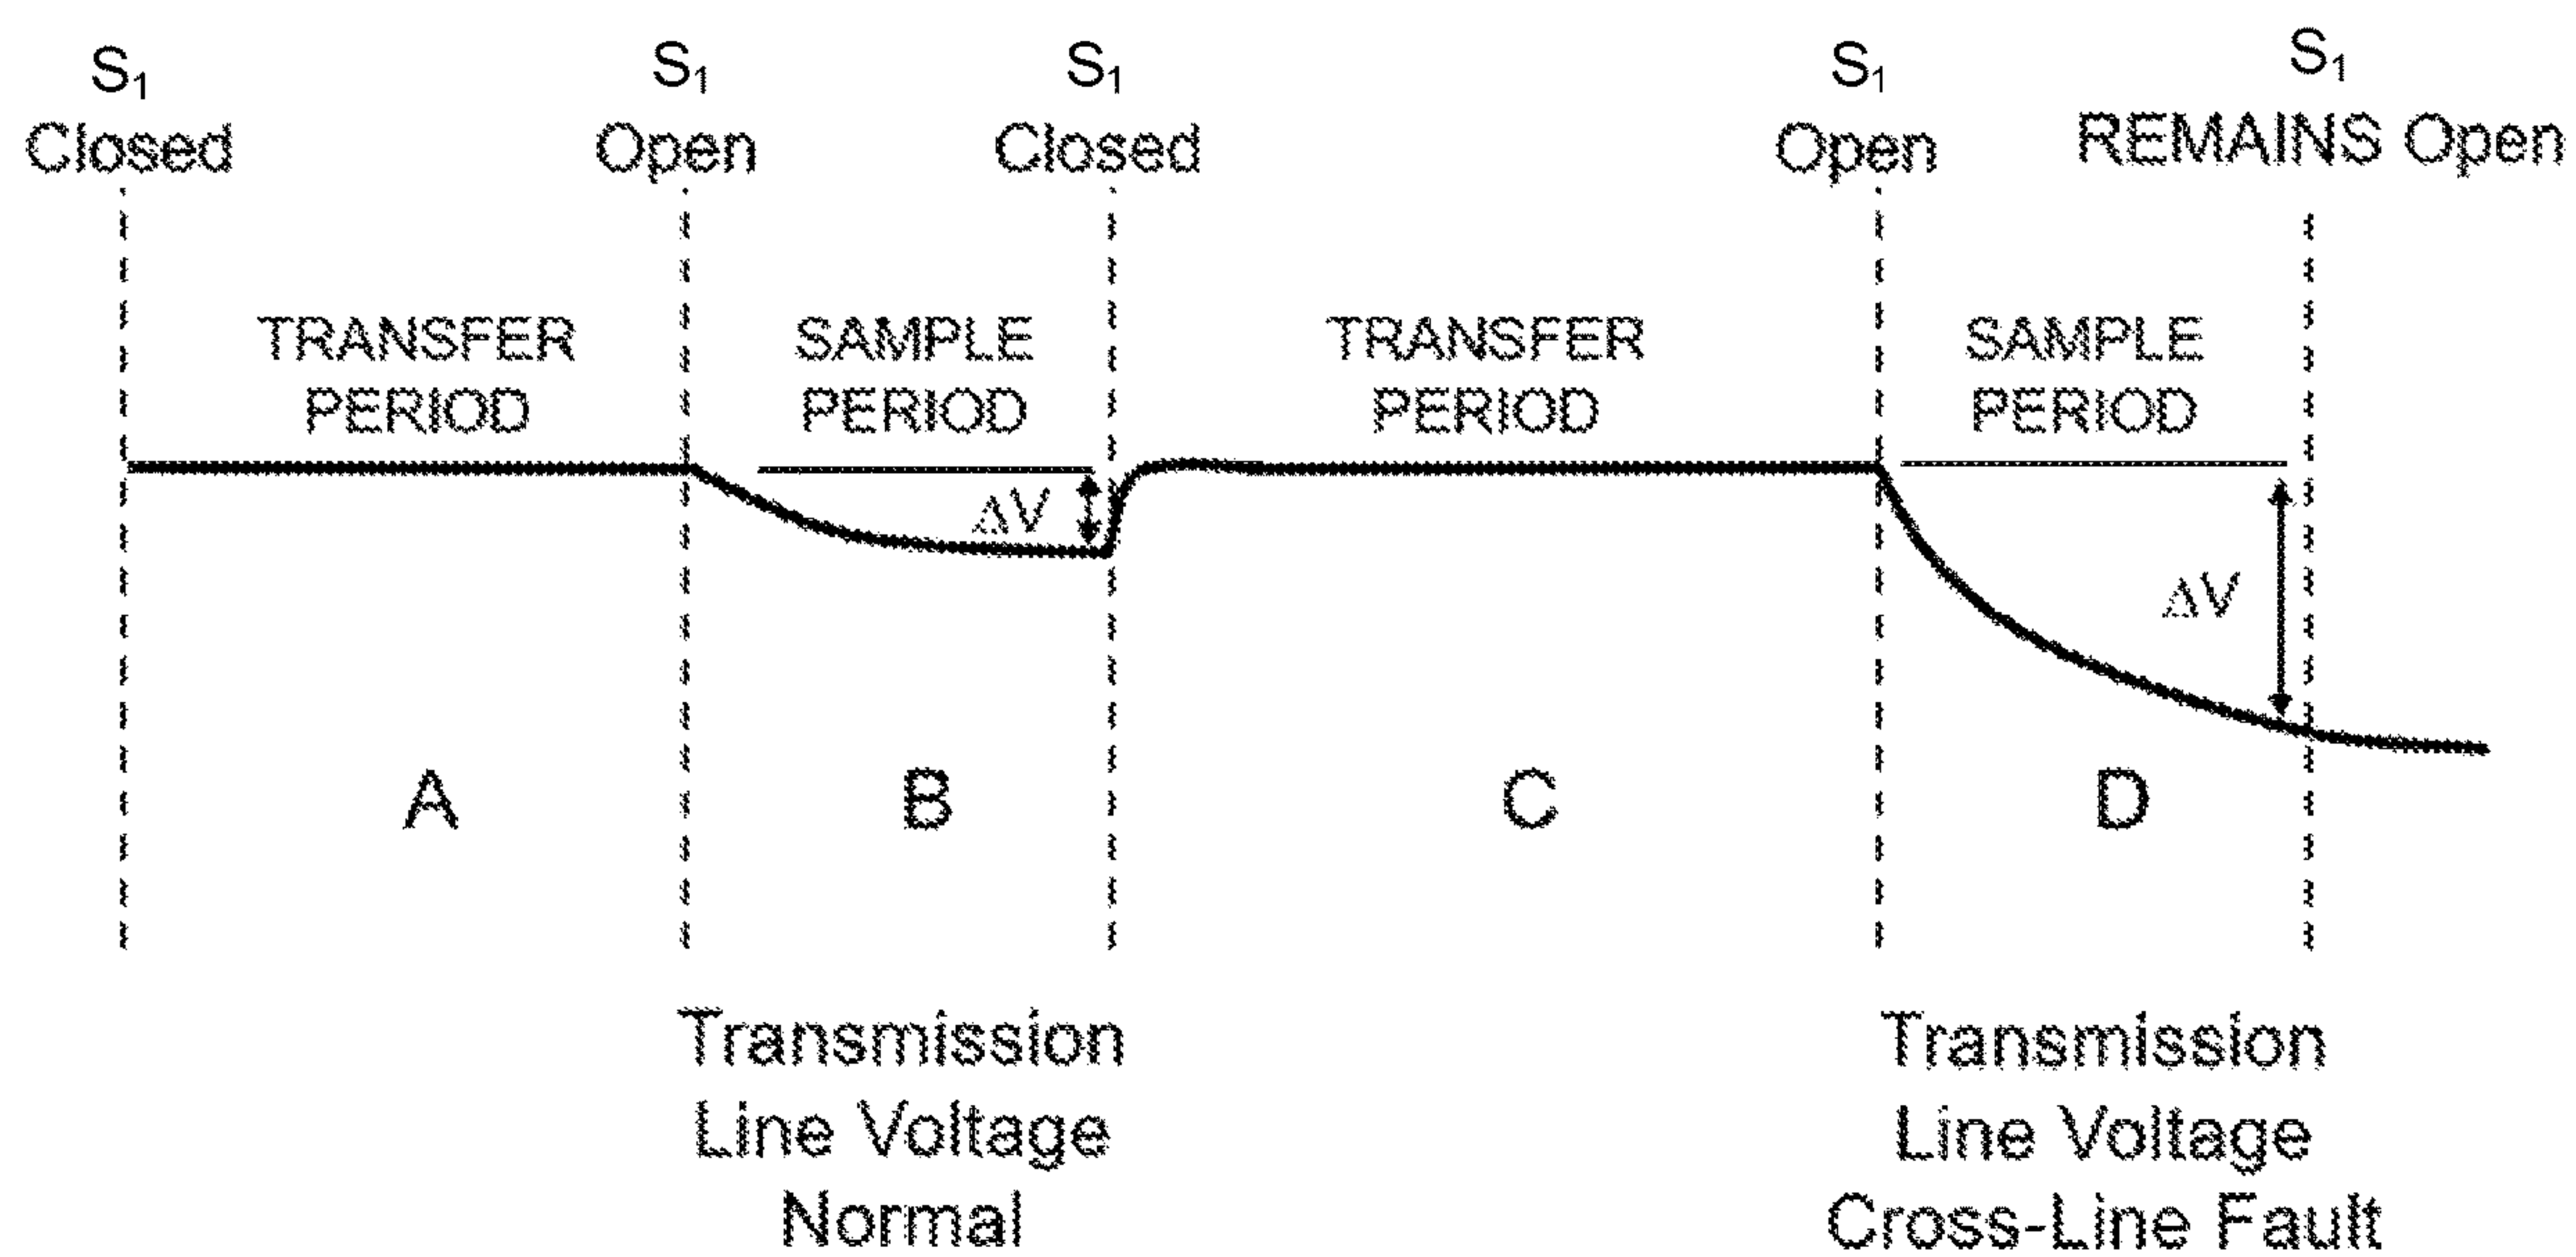 S₁
Closed
S₁
Open
S₁
Closed
S₁
Open
S₁
REMAINS Open
TRANSFER
PERIOD
SAMPLE
PERIOD
TRANSFER
PERIOD
SAMPLE
PERIOD
ΔV
ΔV
A
B
C
D
Transmission
Line Voltage
Normal
Transmission
Line Voltage
Cross-Line Fault